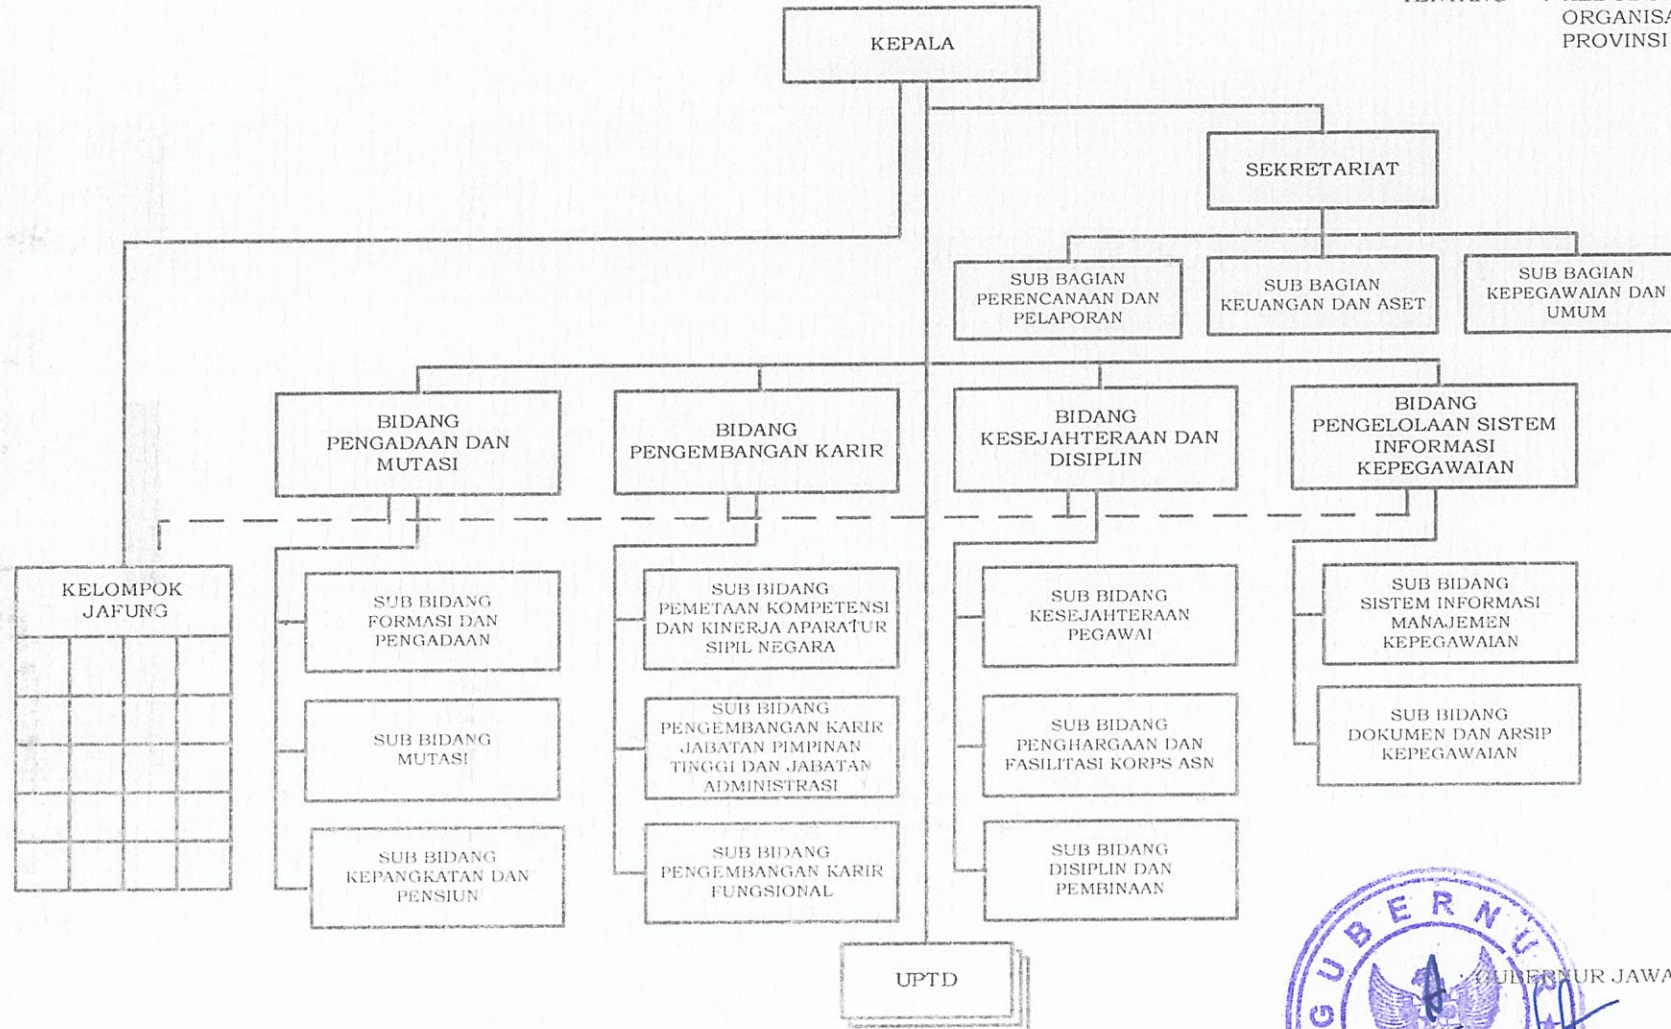 ORGANISA
PROVINSI
KEPALA
SEKRETARIAT
SUB BAGIAN
PERENCANAAN DAN
PELAPORAN
SUB BAGIAN
KEUANGAN DAN ASET
SUB BAGIAN
KEPEGAWAIAN DAN
UMUM
BIDANG
PENGADAAN DAN
MUTASI
BIDANG
PENGEMBANGAN KARIR
BIDANG
KESEJAHTERAAN DAN
DISIPLIN
BIDANG
PENGELOLAAN SISTEM
INFORMASI
KEPEGAWAIAN
KELOMPOK
JAFUNG
SUB BIDANG
FORMASI DAN
PENGADAAN
SUB BIDANG
MUTASI
SUB BIDANG
KEPANGKATAN DAN
PENSIUN
SUB BIDANG
PEMETAAN KOMPETENSI
DAN KINERJA APARATUR
SIPIL NEGARA
SUB BIDANG
PENGEMBANGAN KARIR
JABATAN PIMPINAN
TINGGI DAN JABATAN
ADMINISTRASI
SUB BIDANG
PENGEMBANGAN KARIR
FUNGSIONAL
SUB BIDANG
KESEJAHTERAAN
PEGAWAI
SUB BIDANG
PENGHARGAAN DAN
FASILITASI KORPS ASN
SUB BIDANG
DISIPLIN DAN
PEMBINAAN
SUB BIDANG
SISTEM INFORMASI
MANAJEMEN
KEPEGAWAIAN
SUB BIDANG
DOKUMEN DAN ARSIP
KEPEGAWAIAN
UPTD
GUBERNUR
GUBERNUR JAWA